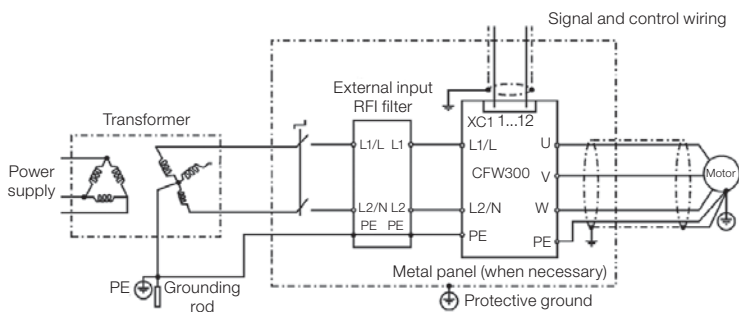 Signal and control wiring
External input
RFI filter
Transformer
XC1 1...12
L1/L L1 L1/L U
Power
supply
CFW300
V
Motor
L2/N L2 L2/N W
PE PE PE PE
Metal panel (when necessary)
PE Grounding
rod
Protective ground